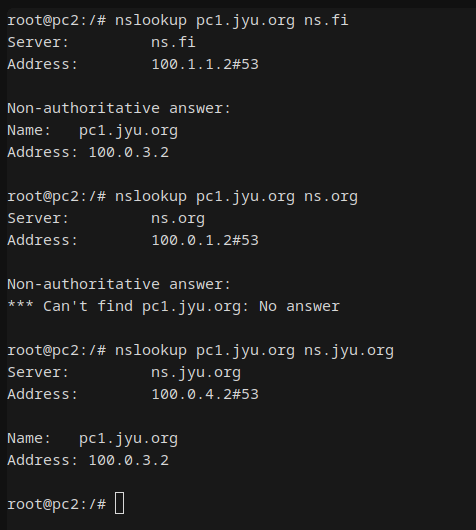 root@pc2:/# nslookup pc1.jyu.org ns.fi
Server:         ns.fi
Address:        100.1.1.2#53

Non-authoritative answer:
Name:   pc1.jyu.org
Address: 100.0.3.2

root@pc2:/# nslookup pc1.jyu.org ns.org
Server:         ns.org
Address:        100.0.1.2#53

Non-authoritative answer:
*** Can't find pc1.jyu.org: No answer

root@pc2:/# nslookup pc1.jyu.org ns.jyu.org
Server:         ns.jyu.org
Address:        100.0.4.2#53

Name:   pc1.jyu.org
Address: 100.0.3.2

root@pc2:/#